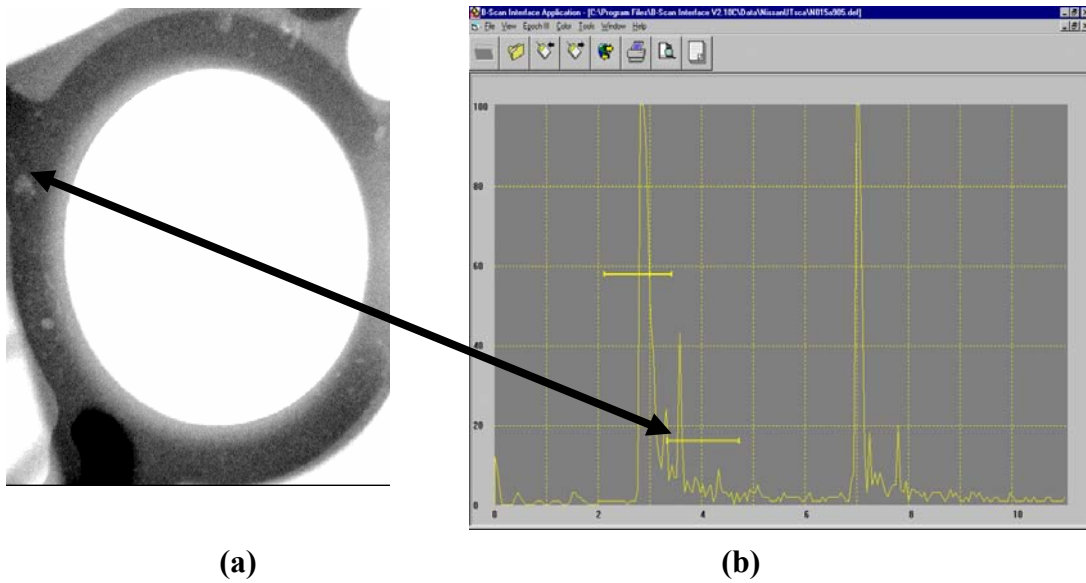 B-Scan Interface Application - [C:\Program Files\B-Scan Interface V2.10C\Data\NissanUTsca\N015a905.def]
File View Epoch III Color Tools Window Help
100
80
60
40
20
0
0 2 4 6 8 10
(a) (b)